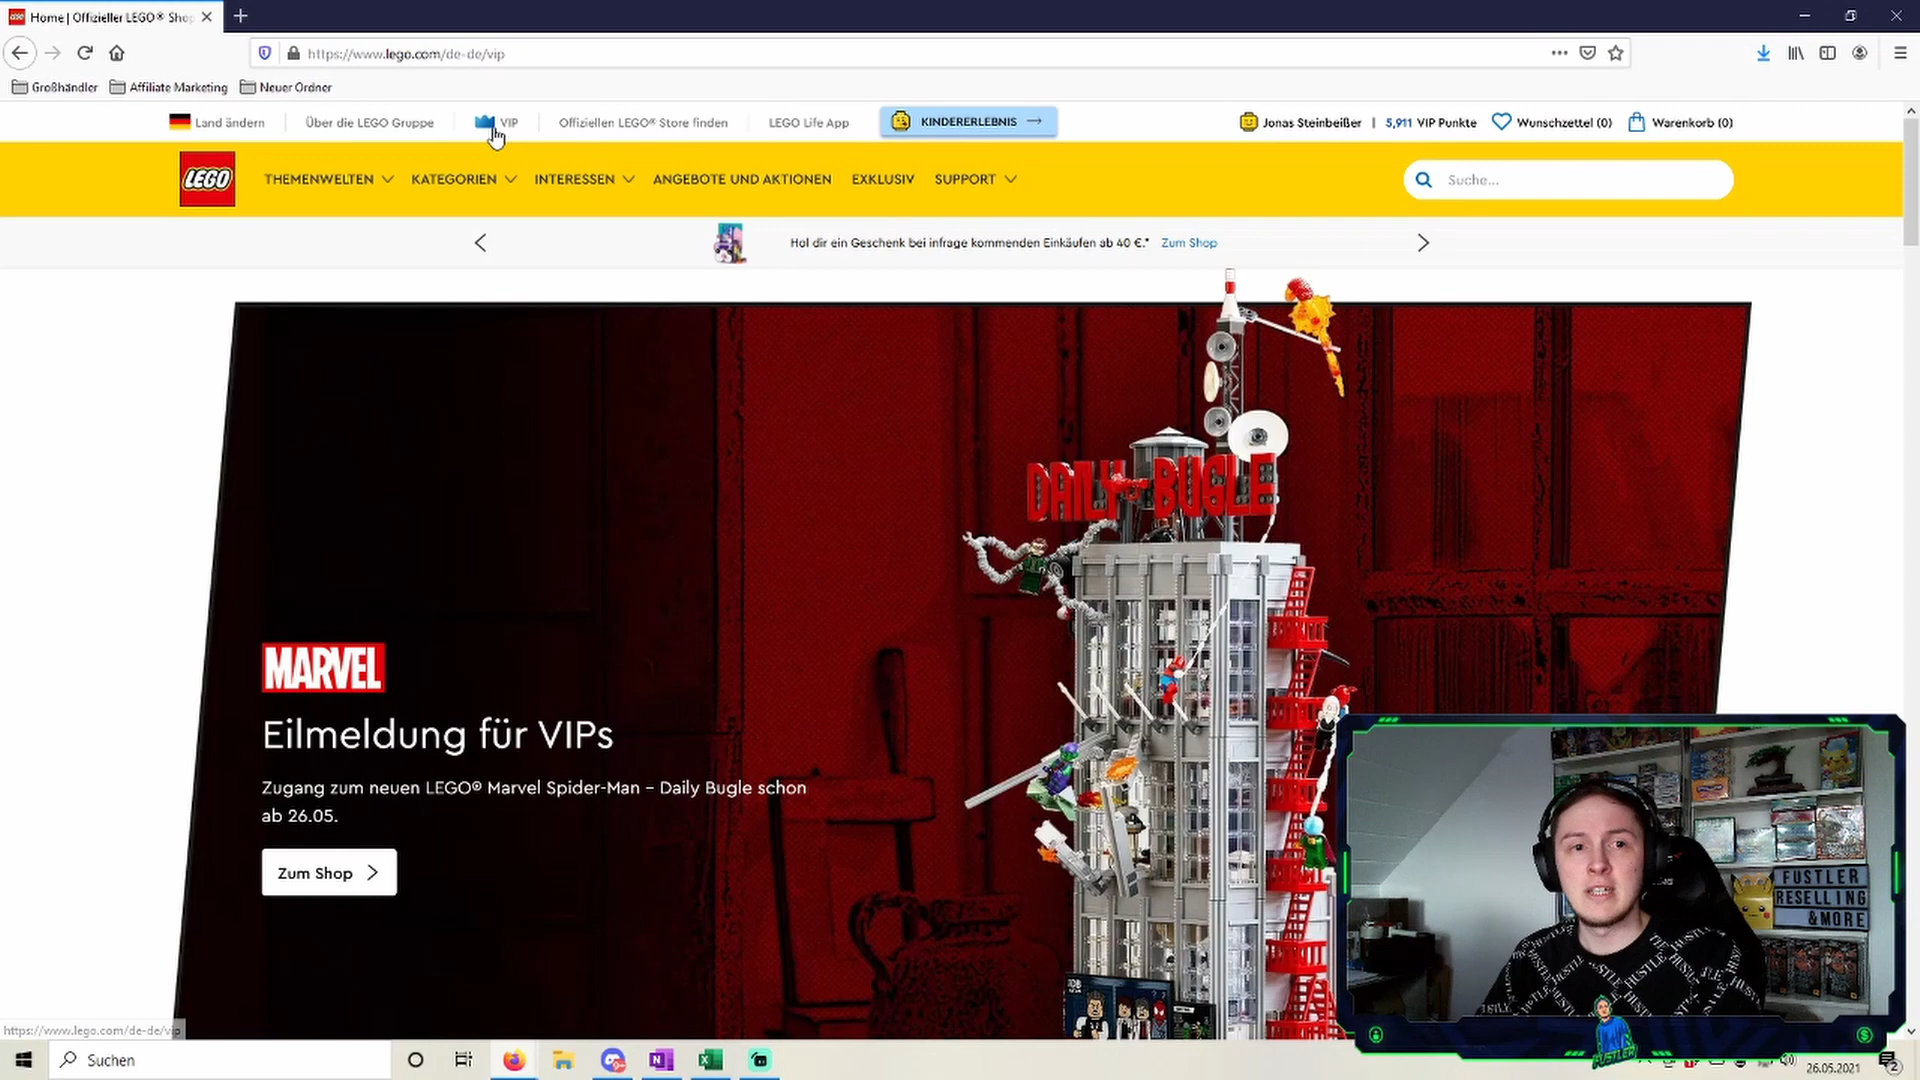 Home | Offizieller LEGO® Shop
https://www.lego.com/de-de/vip
Großhändler
Affiliate Marketing
Neuer Ordner
Land ändern
Über die LEGO Gruppe
VIP
Offiziellen LEGO® Store finden
LEGO Life App
KINDERERLEBNIS
Jonas Steinbeißer | 5,911 VIP Punkte
Wunschzettel (0)
Warenkorb (0)
LEGO
THEMENWELTEN
KATEGORIEN
INTERESSEN
ANGEBOTE UND AKTIONEN
EXKLUSIV
SUPPORT
Suche...
Hol dir ein Geschenk bei infrage kommenden Einkäufen ab 40 €.* Zum Shop
DAILY BUGLE
MARVEL
Eilmeldung für VIPs
Zugang zum neuen LEGO® Marvel Spider-Man – Daily Bugle schon
ab 26.05.
Zum Shop
FUSTLER
RESELLING
&MORE
HUSTLE
FUSTLER
https://www.lego.com/de-de/vip
Suchen
26.05.2021
2